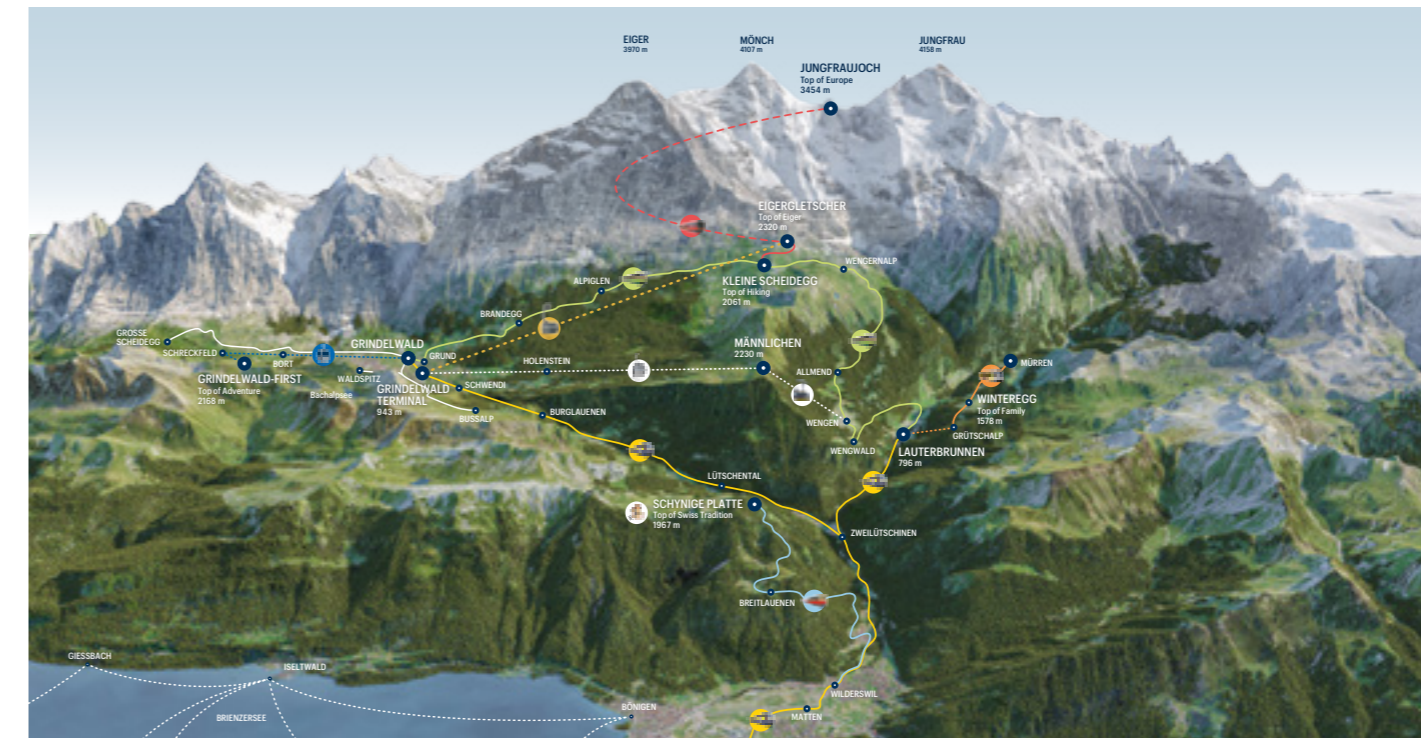 EIGER
3970 m
MÖNCH
4107 m
JUNGFRAU
4158 m
JUNGFRAUJOCH
Top of Europe
3454 m
EIGERGLETSCHER
Top of Eiger
2320 m
WENGERNALP
ALPIGLEN
KLEINE SCHEIDEGG
Top of Hiking
2061 m
BRANDEGG
GROSSE
SCHEIDEGG
SCHRECKFELD
BORT
GRINDELWALD
GRUND
MÄNNLICHEN
2230 m
HOLENSTEIN
ALLMEND
MÜRREN
GRINDELWALD-FIRST
Top of Adventure
2168 m
WALDSPITZ
Bachalpsee
GRINDELWALD
TERMINAL
943 m
SCHWENDI
BUSSALP
BURGLAUENEN
WINTEREGG
Top of Family
1578 m
WENGEN
GRÜTSCHALP
WENGWALD
LAUTERBRUNNEN
796 m
LÜTSCHENTAL
SCHYNIGE PLATTE
Top of Swiss Tradition
1967 m
ZWEILÜTSCHINEN
BREITLAUENEN
GIESSBACH
ISELTWALD
BRIENZERSEE
BÖNIGEN
WILDERSWIL
MATTEN